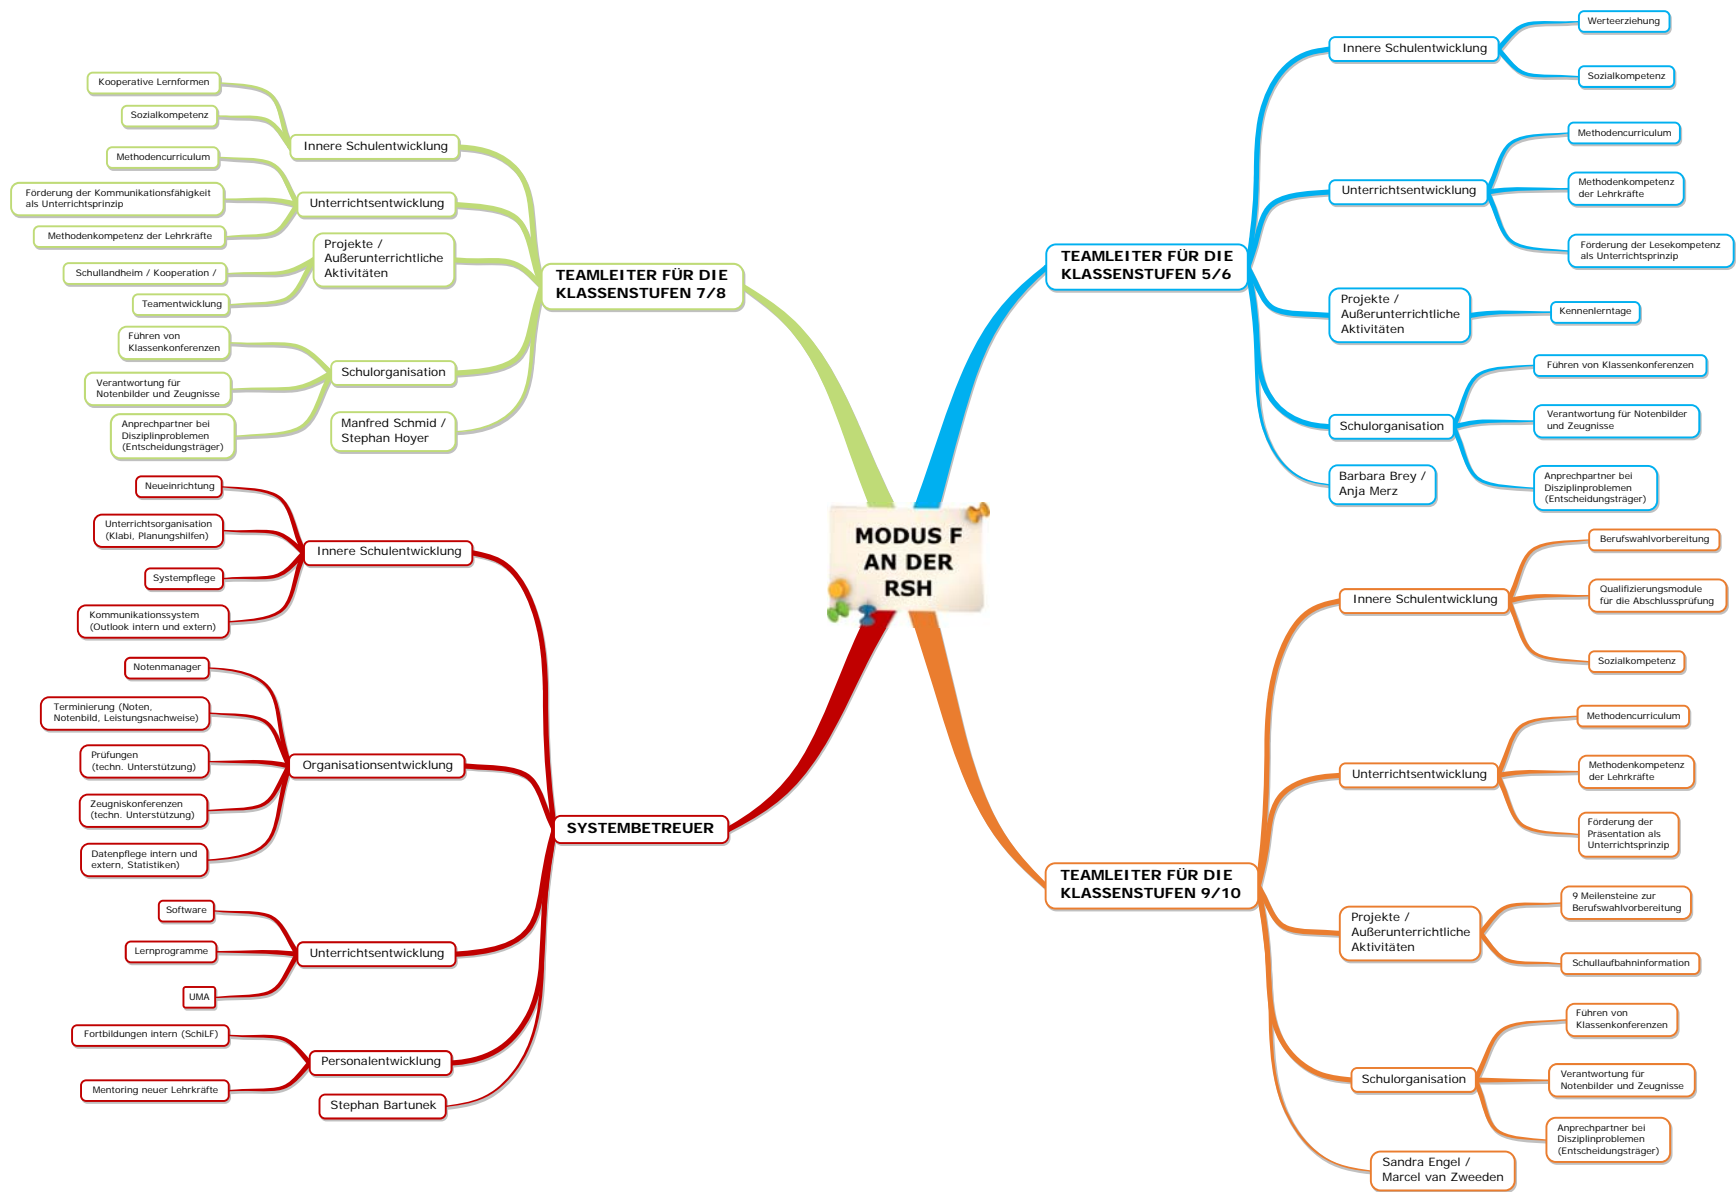 MODUS F
AN DER
RSH
TEAMLEITER FÜR DIE
KLASSENSTUFEN 7/8
Innere Schulentwicklung
Kooperative Lernformen
Sozialkompetenz
Unterrichtsentwicklung
Methodencurriculum
Förderung der Kommunikationsfähigkeit
als Unterrichtsprinzip
Methodenkompetenz der Lehrkräfte
Projekte /
Außerunterrichtliche
Aktivitäten
Schullandheim / Kooperation /
Teamentwicklung
Schulorganisation
Führen von
Klassenkonferenzen
Verantwortung für
Notenbilder und Zeugnisse
Anprechpartner bei
Disziplinproblemen
(Entscheidungsträger)
Manfred Schmid /
Stephan Hoyer
TEAMLEITER FÜR DIE
KLASSENSTUFEN 5/6
Innere Schulentwicklung
Werteerziehung
Sozialkompetenz
Unterrichtsentwicklung
Methodencurriculum
Methodenkompetenz
der Lehrkräfte
Förderung der Lesekompetenz
als Unterrichtsprinzip
Projekte /
Außerunterrichtliche
Aktivitäten
Kennenlerntage
Schulorganisation
Führen von Klassenkonferenzen
Verantwortung für Notenbilder
und Zeugnisse
Anprechpartner bei
Disziplinproblemen
(Entscheidungsträger)
Barbara Brey /
Anja Merz
SYSTEMBETREUER
Innere Schulentwicklung
Neueinrichtung
Unterrichtsorganisation
(Klabi, Planungshilfen)
Systempflege
Kommunikationssystem
(Outlook intern und extern)
Organisationsentwicklung
Notenmanager
Terminierung (Noten,
Notenbild, Leistungsnachweise)
Prüfungen
(techn. Unterstützung)
Zeugniskonferenzen
(techn. Unterstützung)
Datenpflege intern und
extern, Statistiken)
Unterrichtsentwicklung
Software
Lernprogramme
UMA
Personalentwicklung
Fortbildungen intern (SchiLF)
Mentoring neuer Lehrkräfte
Stephan Bartunek
TEAMLEITER FÜR DIE
KLASSENSTUFEN 9/10
Innere Schulentwicklung
Berufswahlvorbereitung
Qualifizierungsmodule
für die Abschlussprüfung
Sozialkompetenz
Unterrichtsentwicklung
Methodencurriculum
Methodenkompetenz
der Lehrkräfte
Förderung der
Präsentation als
Unterrichtsprinzip
Projekte /
Außerunterrichtliche
Aktivitäten
9 Meilensteine zur
Berufswahlvorbereitung
Schullaufbahninformation
Schulorganisation
Führen von
Klassenkonferenzen
Verantwortung für
Notenbilder und Zeugnisse
Anprechpartner bei
Disziplinproblemen
(Entscheidungsträger)
Sandra Engel /
Marcel van Zweeden